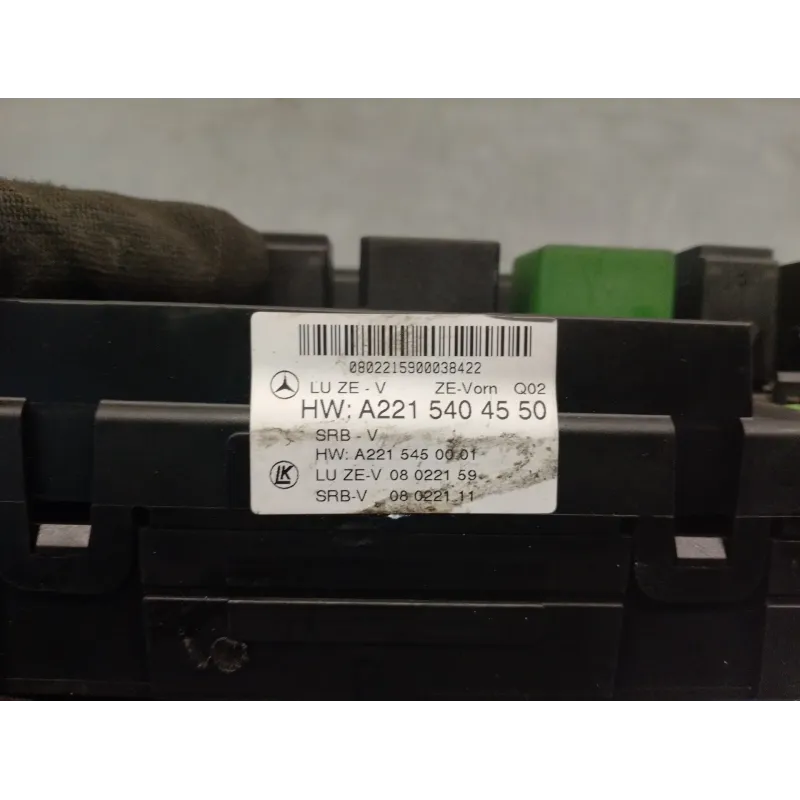 0802215900038422
LU ZE - V ZE-Vorn Q02
HW: A221 540 45 50
SRB - V
HW: A221 545 00 01
LK LU ZE-V 08 0221 59
SRB-V 08 0221 11